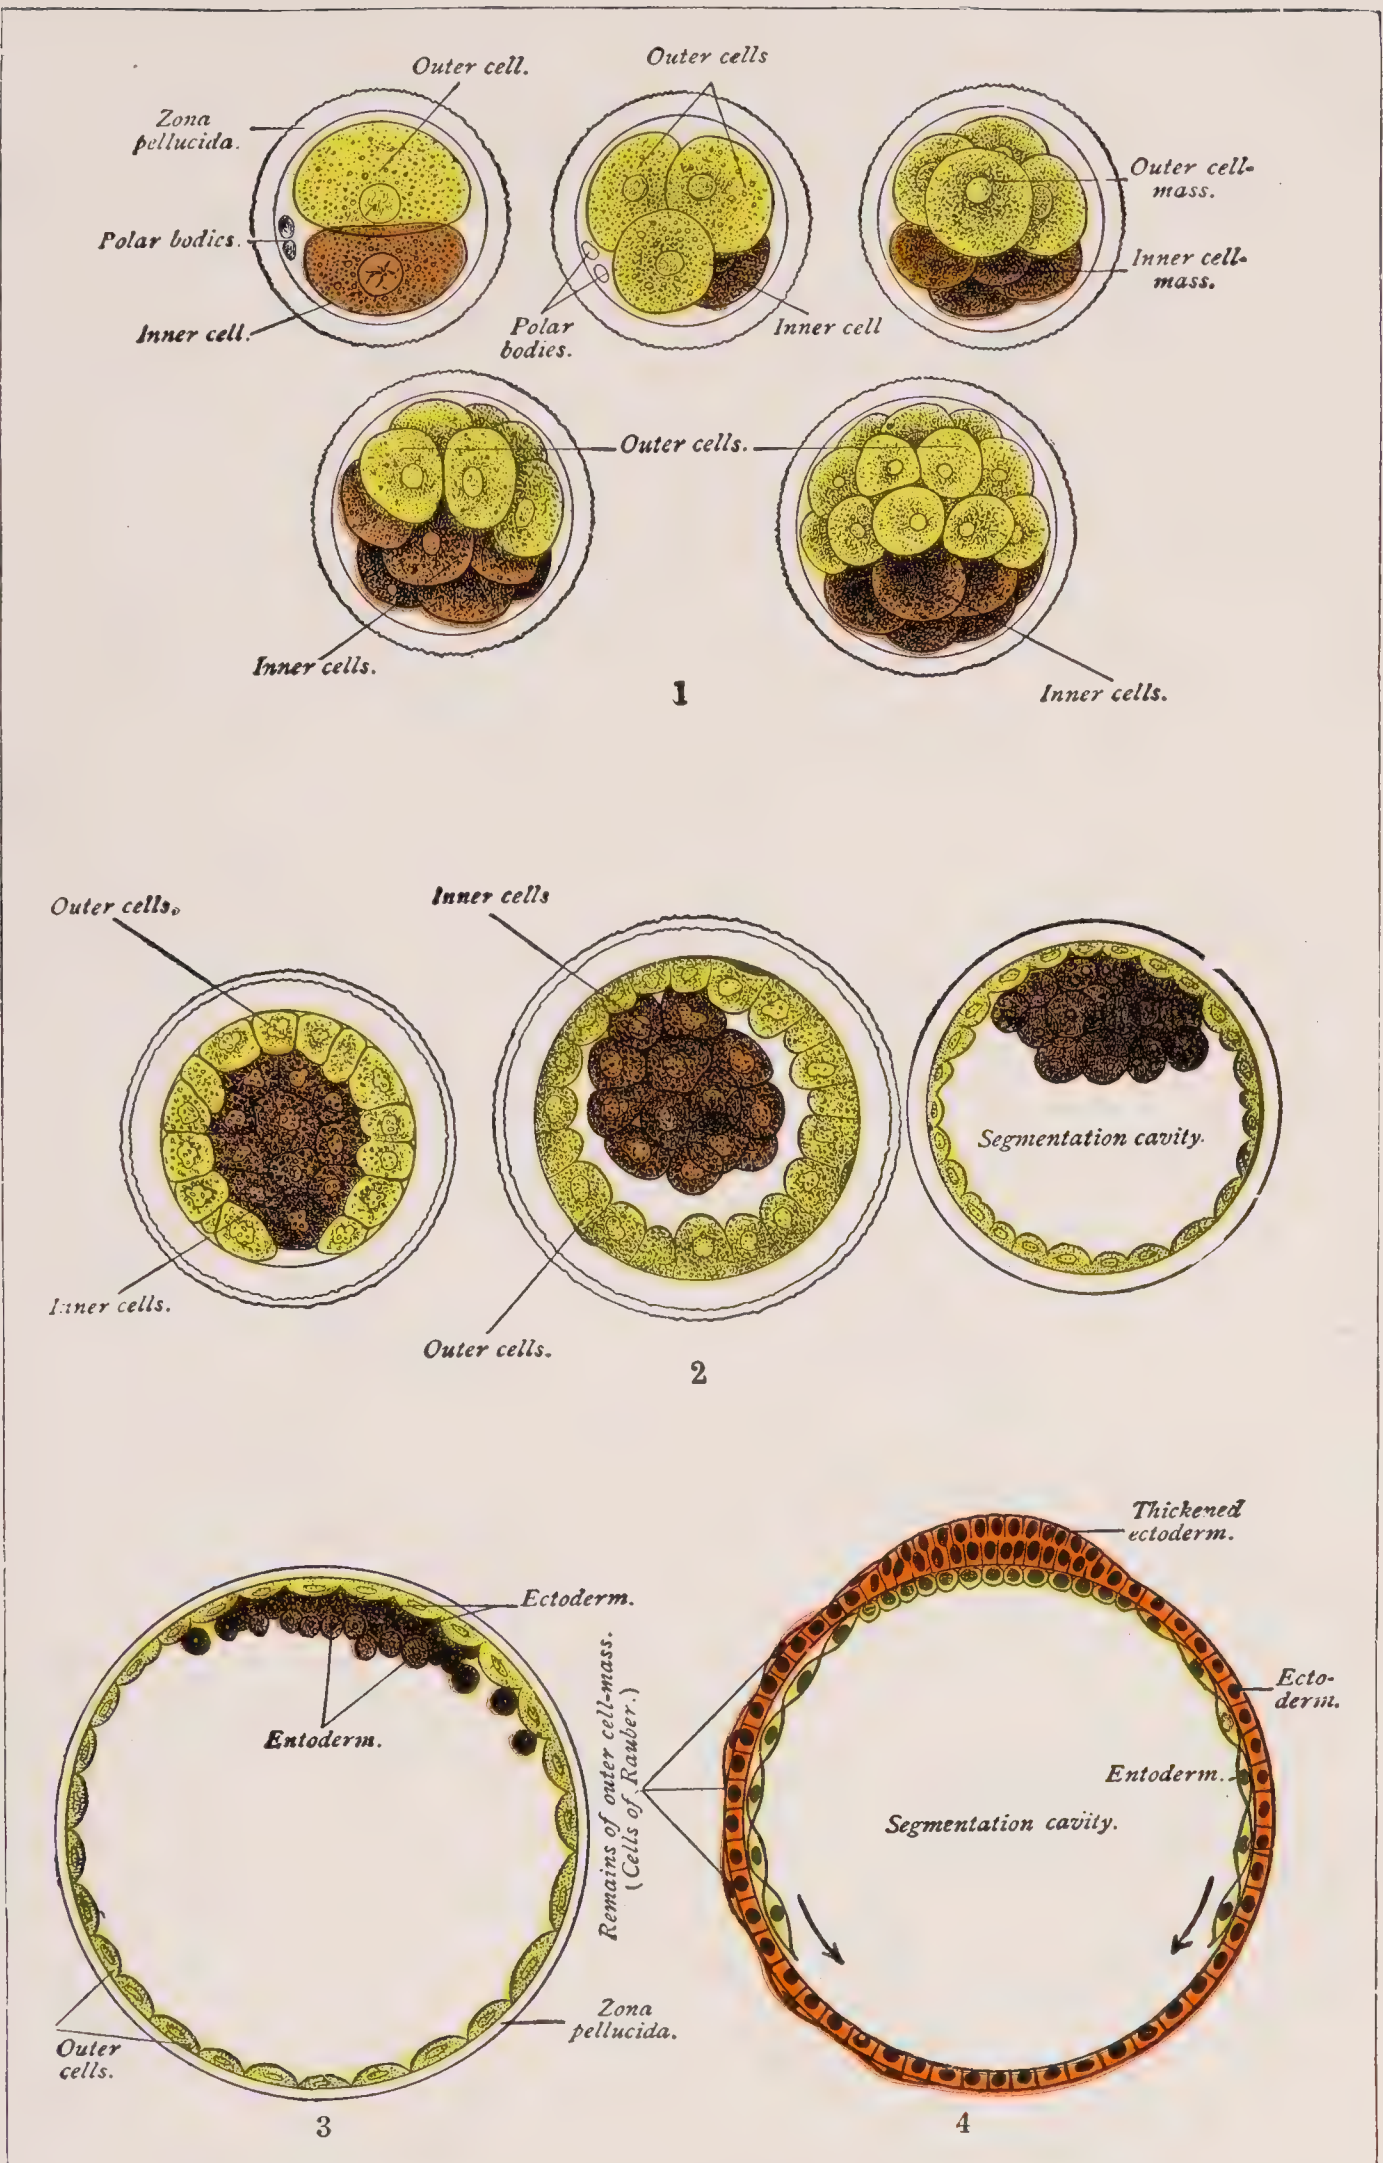 Outer cell.
Outer cells
Zona
pellucida.
Outer cell-
mass.
Polar bodies.
Inner cell-
mass.
Inner cell.
Polar
bodies.
Inner cell
Outer cells.
Inner cells.
Inner cells.
1
Outer cells.
Inner cells
Segmentation cavity.
Inner cells.
Outer cells.
2
Thickened
ectoderm.
Ectoderm.
Remains of outer cell-mass.
(Cells of Rauber.)
Ecto-
derm.
Entoderm.
Entoderm.
Segmentation cavity.
Zona
pellucida.
Outer
cells.
3
4